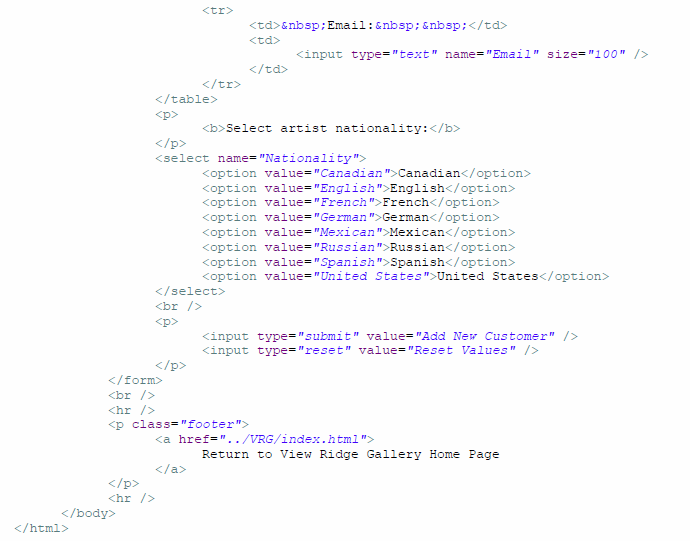 <tr>
<td>&nbsp;Email:&nbsp;&nbsp;</td>
<td>
<input type="text" name="Email" size="100" />
</td>
</tr>
</table>
<p>
<b>Select artist nationality:</b>
</p>
<select name="Nationality">
<option value="Canadian">Canadian</option>
<option value="English">English</option>
<option value="French">French</option>
<option value="German">German</option>
<option value="Mexican">Mexican</option>
<option value="Russian">Russian</option>
<option value="Spanish">Spanish</option>
<option value="United States">United States</option>
</select>
<br />
<p>
<input type="submit" value="Add New Customer" />
<input type="reset" value="Reset Values" />
</p>
</form>
<br />
<hr />
<p class="footer">
<a href="../VRG/index.html">
Return to View Ridge Gallery Home Page
</a>
</p>
<hr />
</body>
</html>